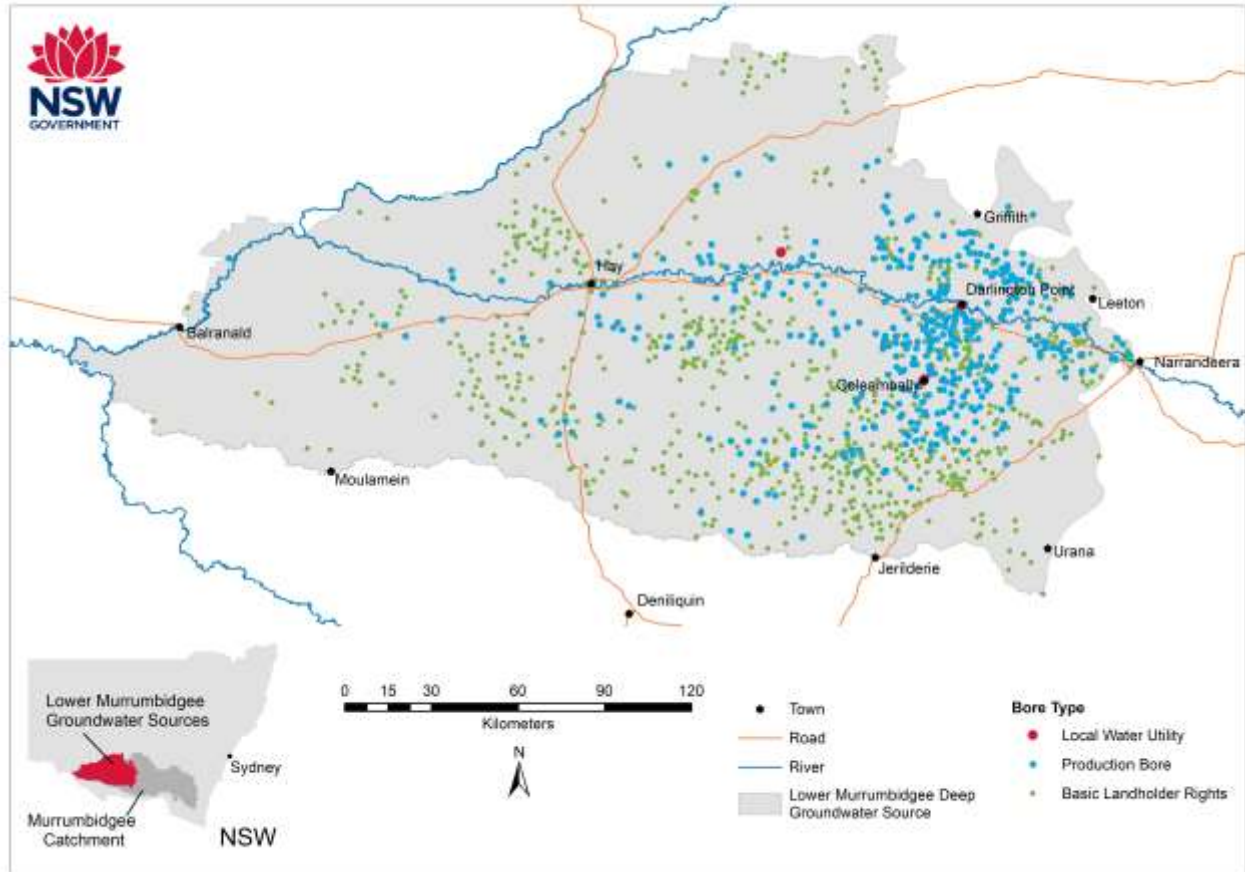 NSW
GOVERNMENT
Griffith
Hay
Darlington Point
Leeton
Balranald
Narrandeera
Coleambally
Moulamein
Urana
Jerilderie
Deniliquin
Lower Murrumbidgee
Groundwater Sources
Sydney
Murrumbidgee
Catchment
NSW
0 15 30 60 90 120
Kilometers
N
Town
Road
River
Lower Murrumbidgee Deep
Groundwater Source
Bore Type
Local Water Utility
Production Bore
Basic Landholder Rights